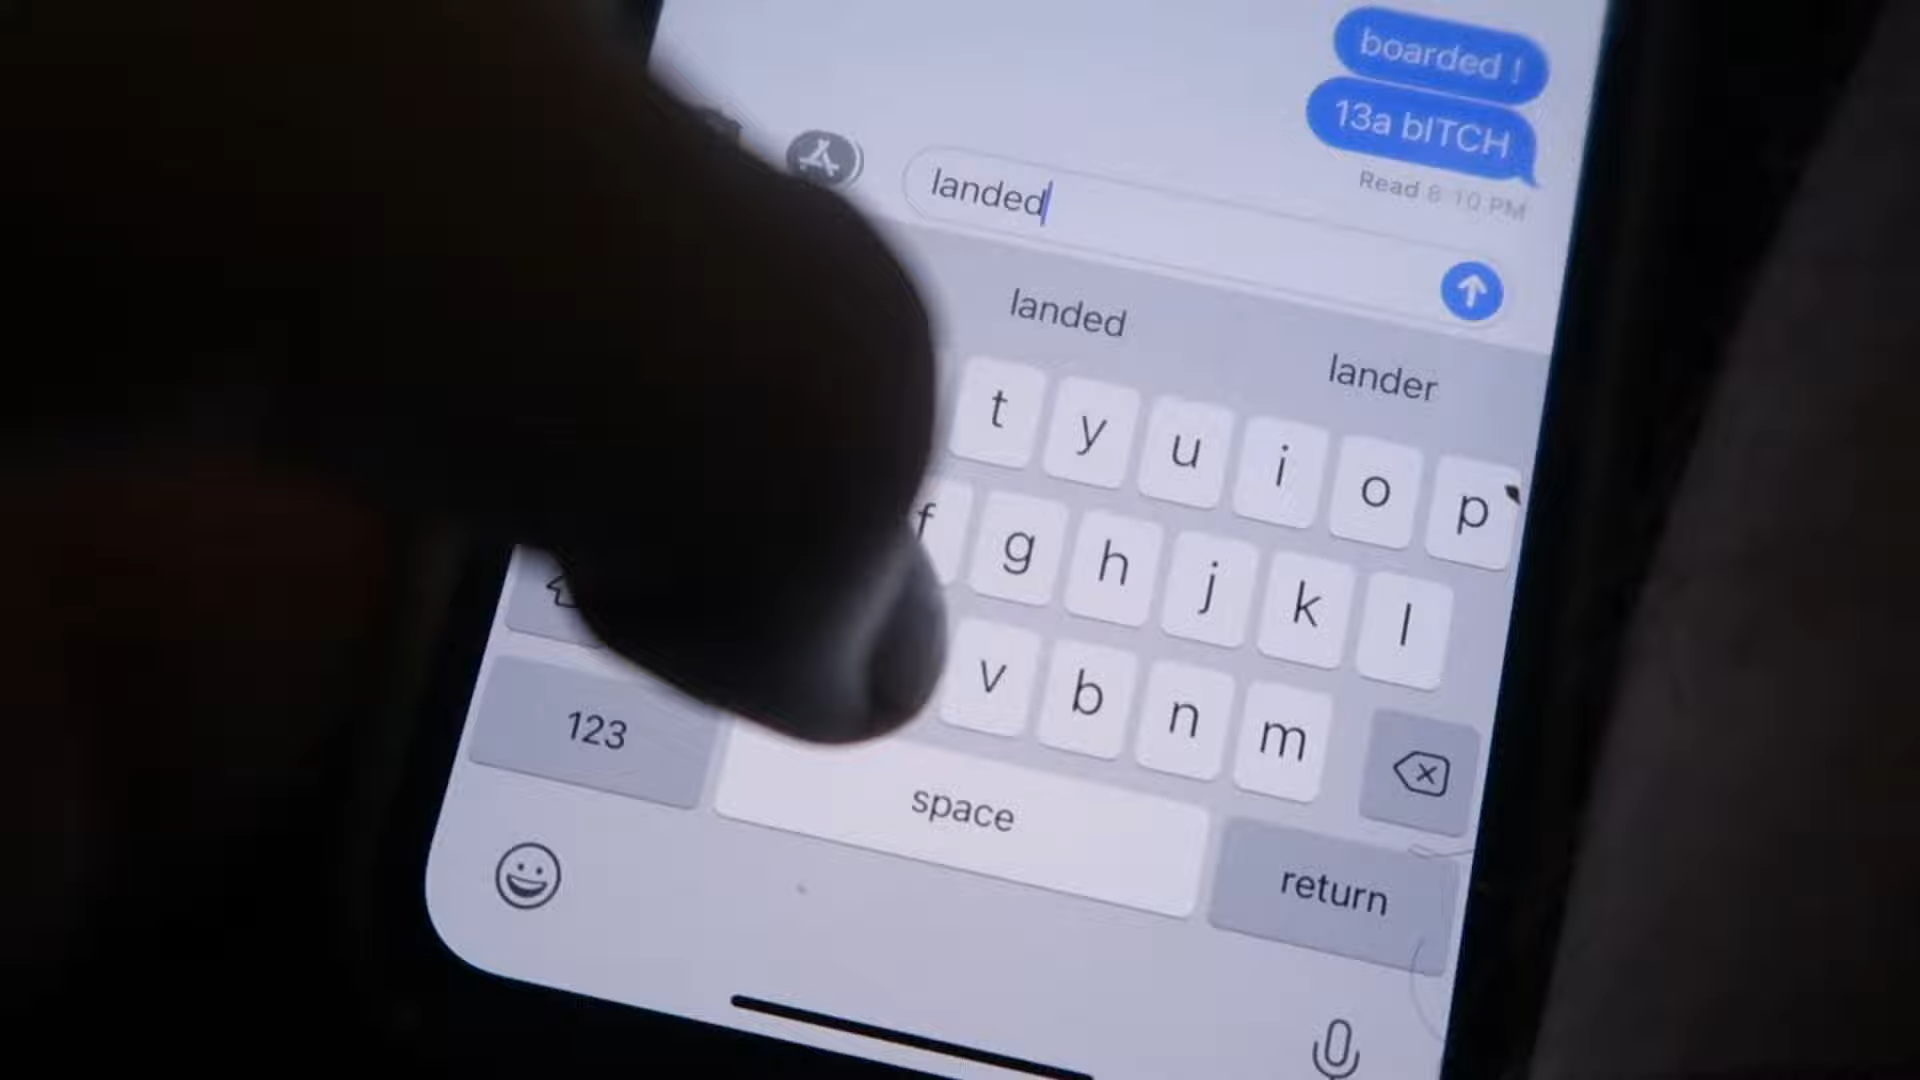 boarded !
13a bITCH
Read 8:10 PM
landed
landed
lander
t y u i o p
f g h j k l
v b n m
123
space
return